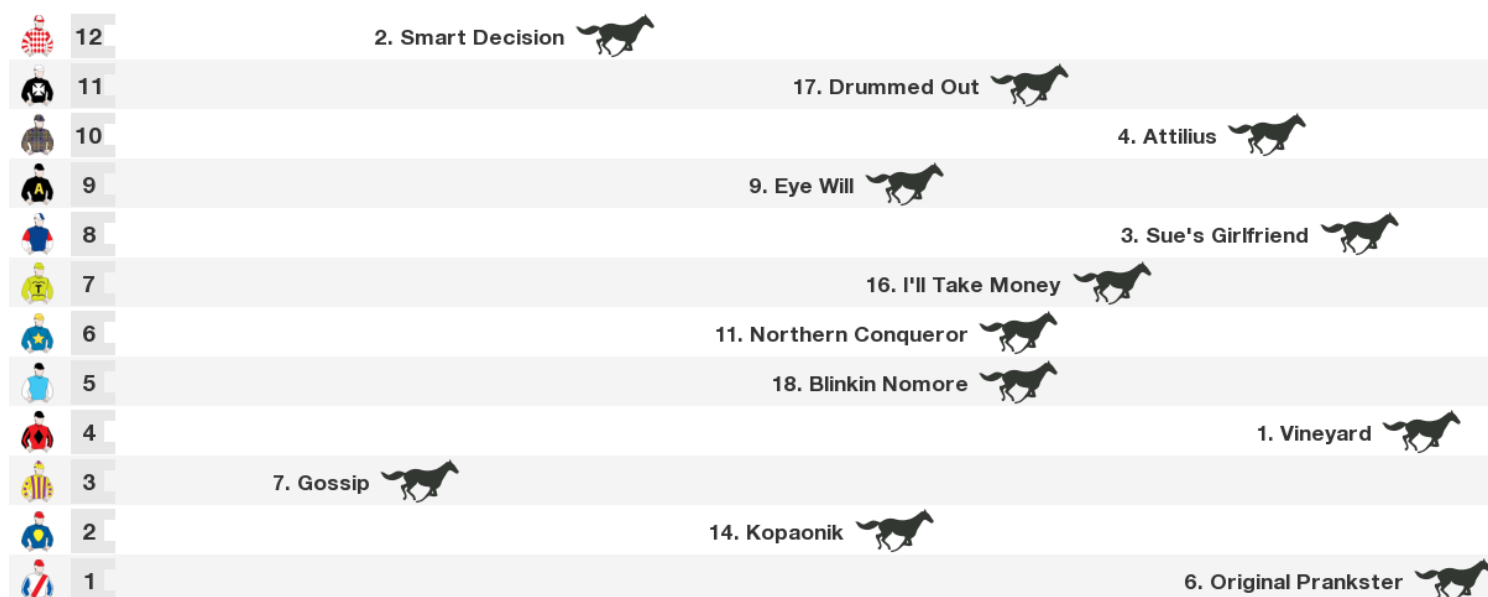 12 2. Smart Decision
11 17. Drummed Out
10 4. Attilius
A 9 9. Eye Will
8 3. Sue's Girlfriend
T 7 16. I'll Take Money
6 11. Northern Conqueror
5 18. Blinkin Nomore
4 1. Vineyard
3 7. Gossip
2 14. Kopaonik
1 6. Original Prankster